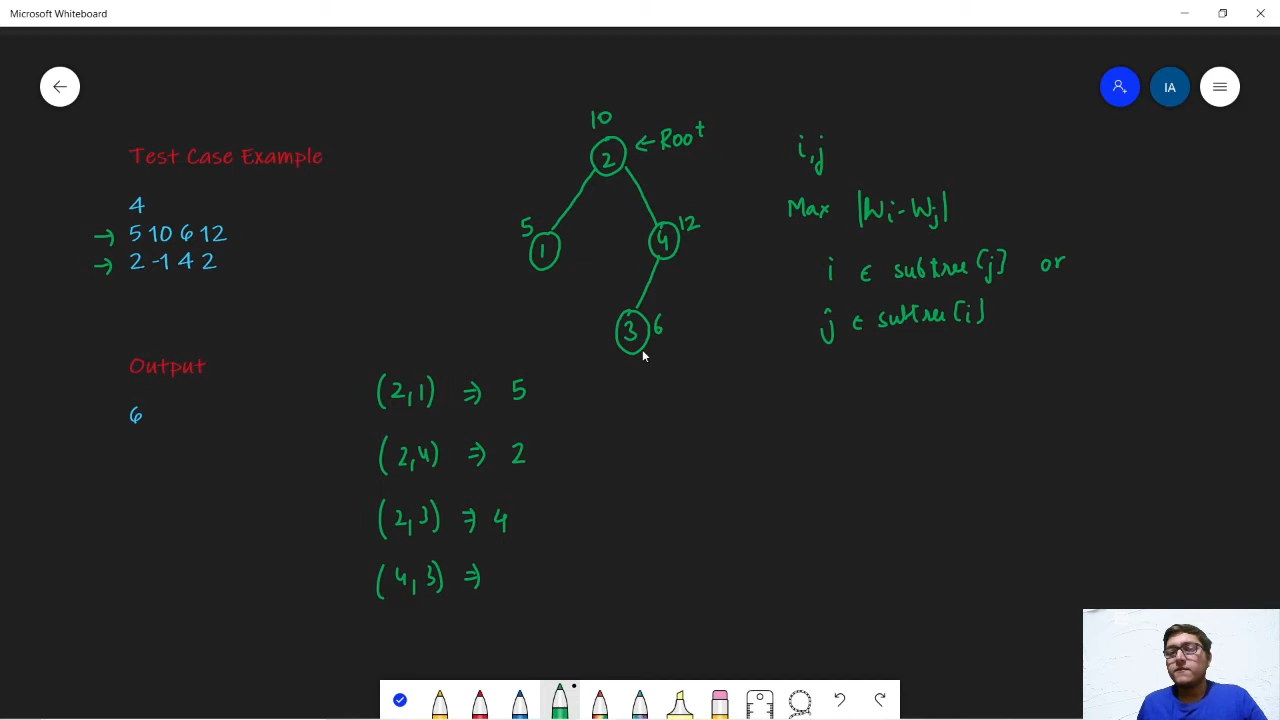 Microsoft Whiteboard
IA
Test Case Example
4
→ 5 10 6 12
→ 2 -1 4 2
Output
6
10
2 ← Root
5
1
4 12
3 6
i,j
Max |Wi-Wj|
i ∈ subtree[j] or
j ∈ subtree[i]
(2,1) ⇒ 5
(2,4) ⇒ 2
(2,3) ⇒ 4
(4,3) ⇒